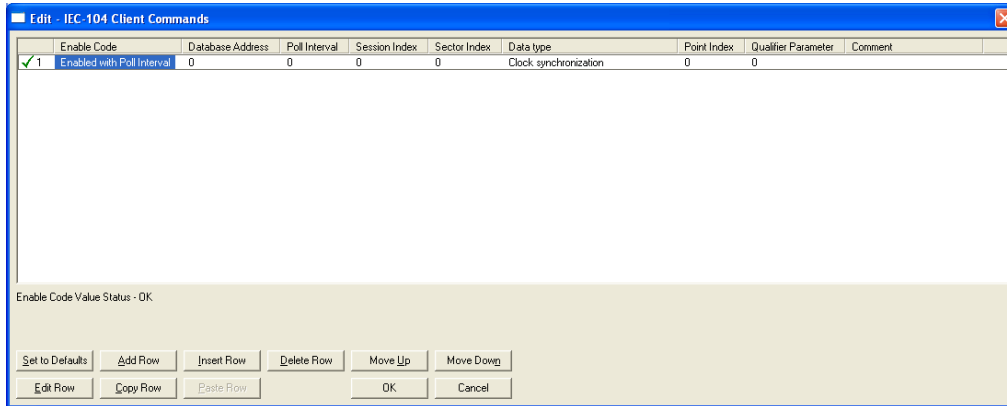 Edit - IEC-104 Client Commands
Enable Code Database Address Poll Interval Session Index Sector Index Data type Point Index Qualifier Parameter Comment
1 Enabled with Poll Interval 0 0 0 0 Clock synchronization 0 0
Enable Code Value Status - OK
Set to Defaults Add Row Insert Row Delete Row Move Up Move Down
Edit Row Copy Row Paste Row OK Cancel